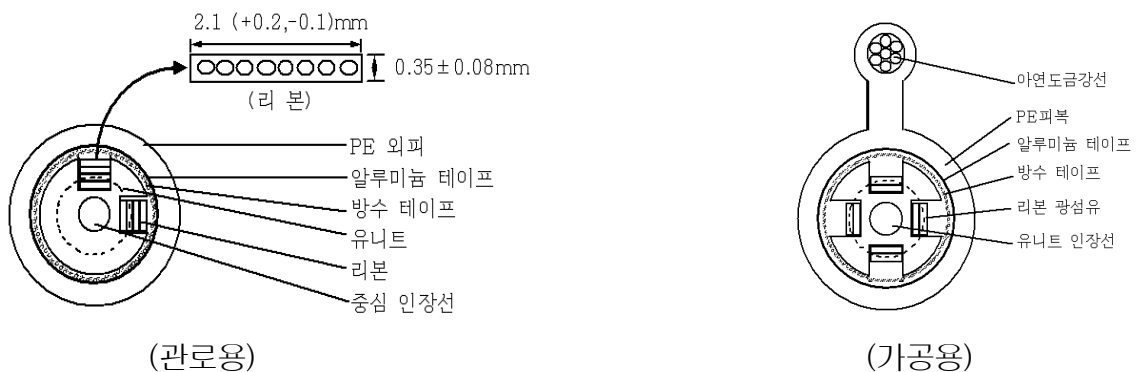 2.1 (+0.2,-0.1)mm
0.35±0.08mm
(리 본)
PE 외피
알루미늄 테이프
방수 테이프
유니트
리본
중심 인장선
(관로용)
아연도금강선
PE피복
알루미늄 테이프
방수 테이프
리본 광섬유
유니트 인장선
(가공용)